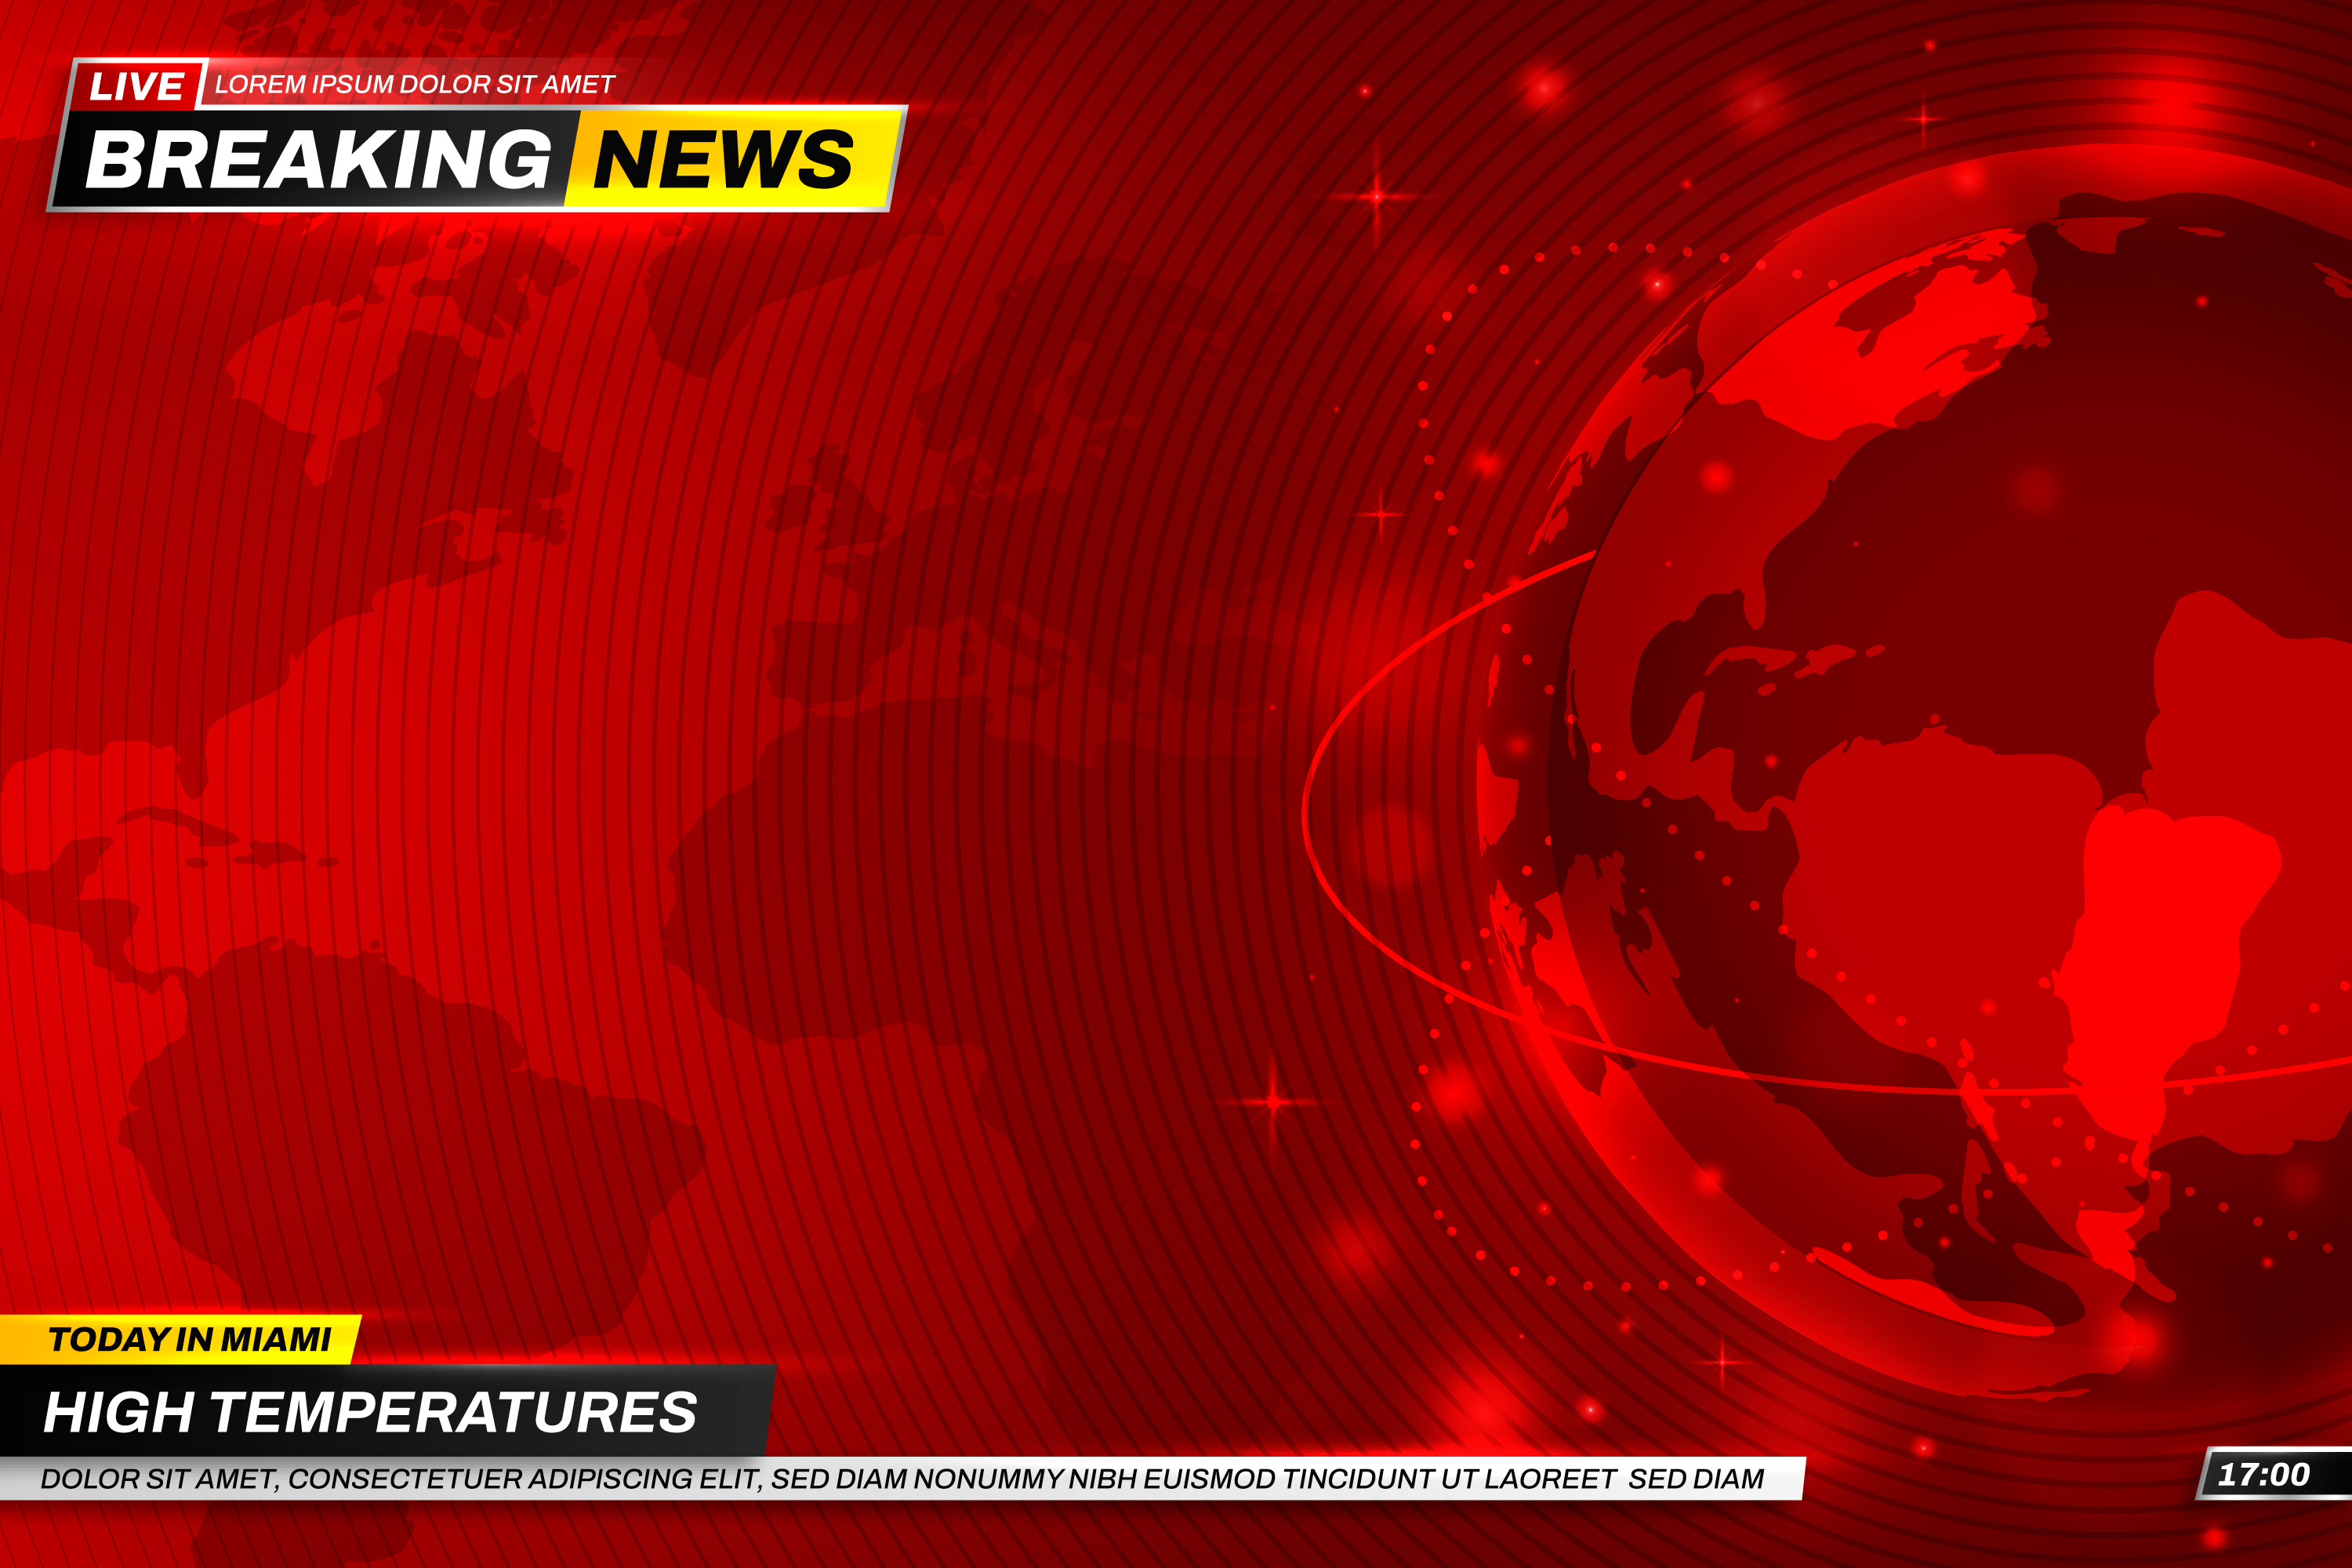 LIVE LOREM IPSUM DOLOR SIT AMET
BREAKING NEWS
TODAY IN MIAMI
HIGH TEMPERATURES
DOLOR SIT AMET, CONSECTETUER ADIPISCING ELIT, SED DIAM NONUMMY NIBH EUISMOD TINCIDUNT UT LAOREET SED DIAM
17:00